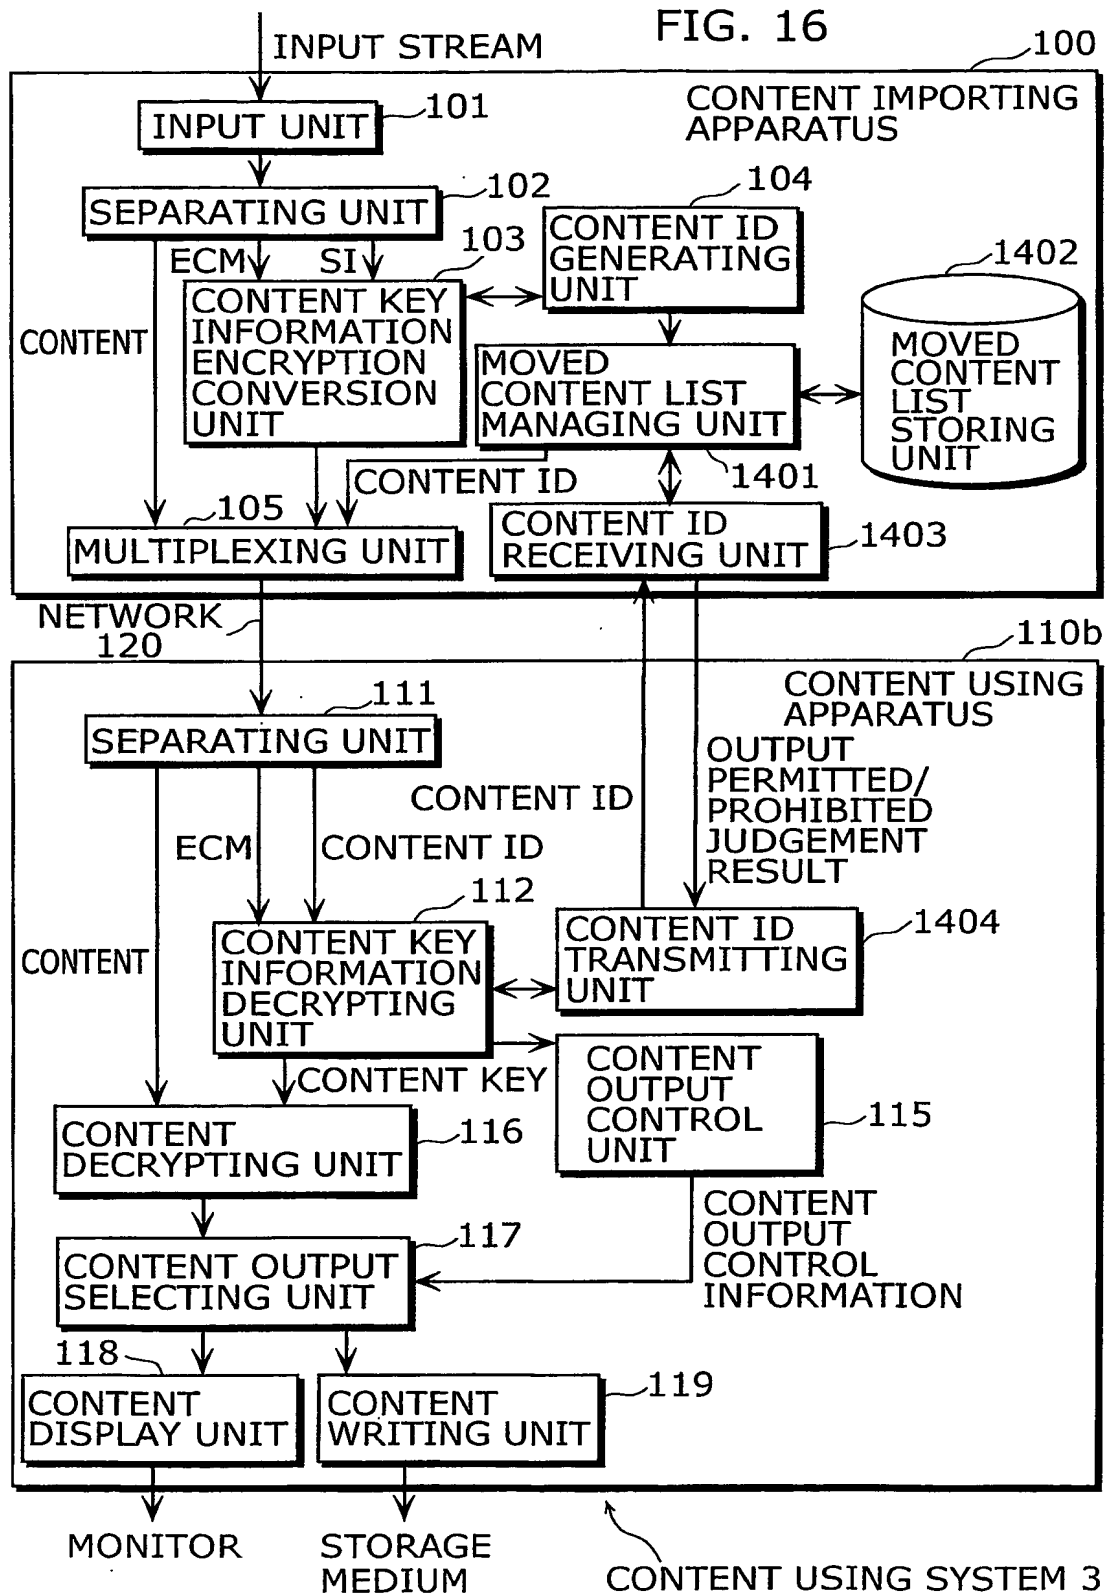 FIG. 16
INPUT STREAM
100
CONTENT IMPORTING
APPARATUS
INPUT UNIT
101
SEPARATING UNIT
102
104
CONTENT ID
GENERATING
UNIT
ECM
SI
103
CONTENT
CONTENT KEY
INFORMATION
ENCRYPTION
CONVERSION
UNIT
1402
MOVED
CONTENT
LIST
STORING
UNIT
MOVED
CONTENT LIST
MANAGING UNIT
1401
CONTENT ID
105
MULTIPLEXING UNIT
CONTENT ID
RECEIVING UNIT
1403
NETWORK
120
110b
CONTENT USING
APPARATUS
111
SEPARATING UNIT
CONTENT ID
OUTPUT
PERMITTED/
PROHIBITED
JUDGEMENT
RESULT
ECM
CONTENT ID
CONTENT
112
CONTENT KEY
INFORMATION
DECRYPTING
UNIT
CONTENT ID
TRANSMITTING
UNIT
1404
CONTENT KEY
CONTENT
OUTPUT
CONTROL
UNIT
115
CONTENT
DECRYPTING UNIT
116
CONTENT
OUTPUT
CONTROL
INFORMATION
CONTENT OUTPUT
SELECTING UNIT
117
118
CONTENT
DISPLAY UNIT
CONTENT
WRITING UNIT
119
MONITOR
STORAGE
MEDIUM
CONTENT USING SYSTEM 3